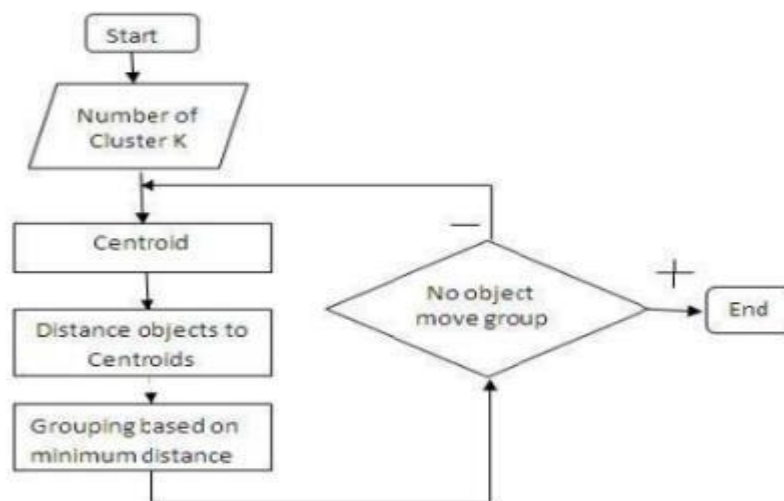 Start
Number of
Cluster K
Centroid
Distance objects to
Centroids
Grouping based on
minimum distance
—
No object
move group
+
End